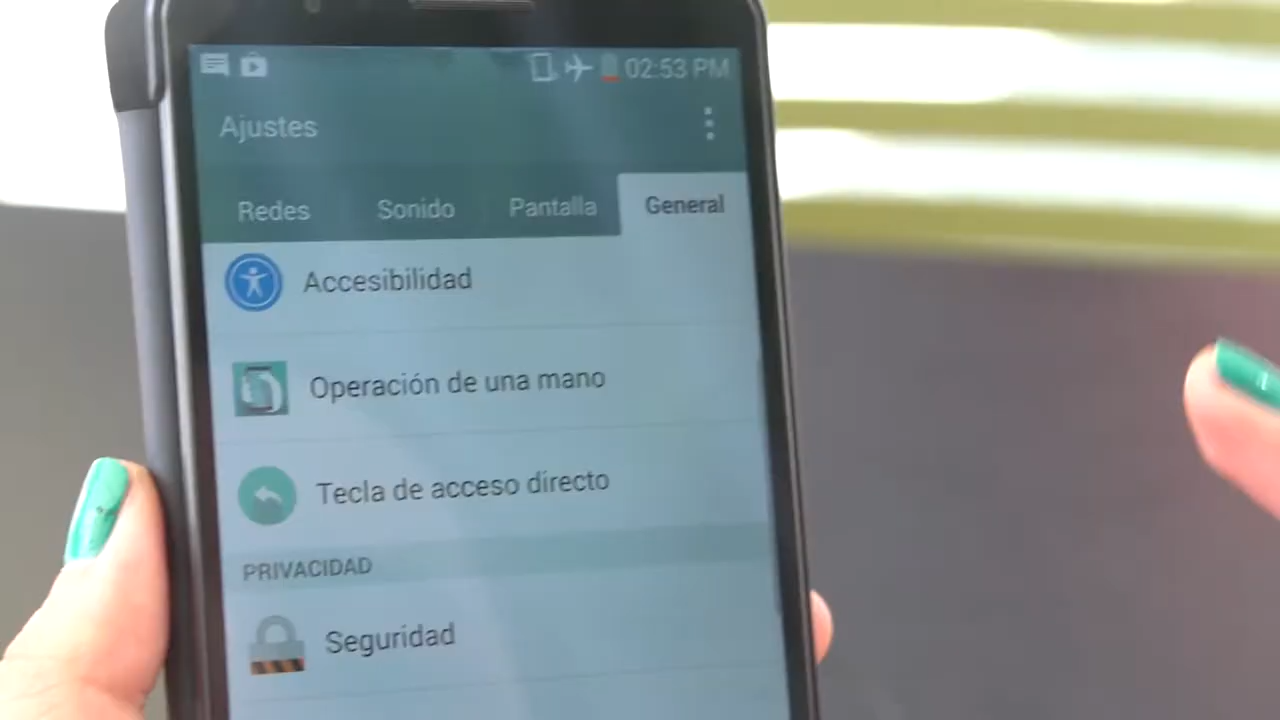 02:53 PM
Ajustes
Redes Sonido Pantalla General
Accesibilidad
Operación de una mano
Tecla de acceso directo
PRIVACIDAD
Seguridad